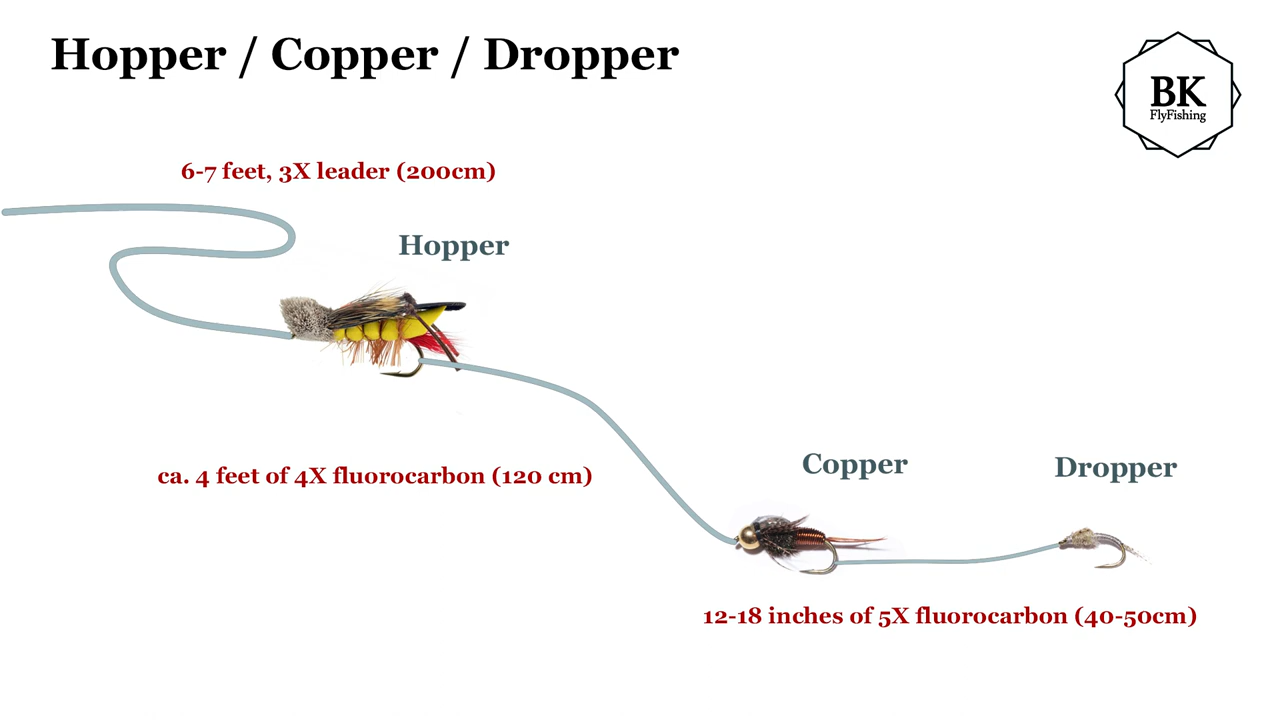 Hopper / Copper / Dropper
BK
FlyFishing
6-7 feet, 3X leader (200cm)
Hopper
ca. 4 feet of 4X fluorocarbon (120 cm)
Copper
Dropper
12-18 inches of 5X fluorocarbon (40-50cm)